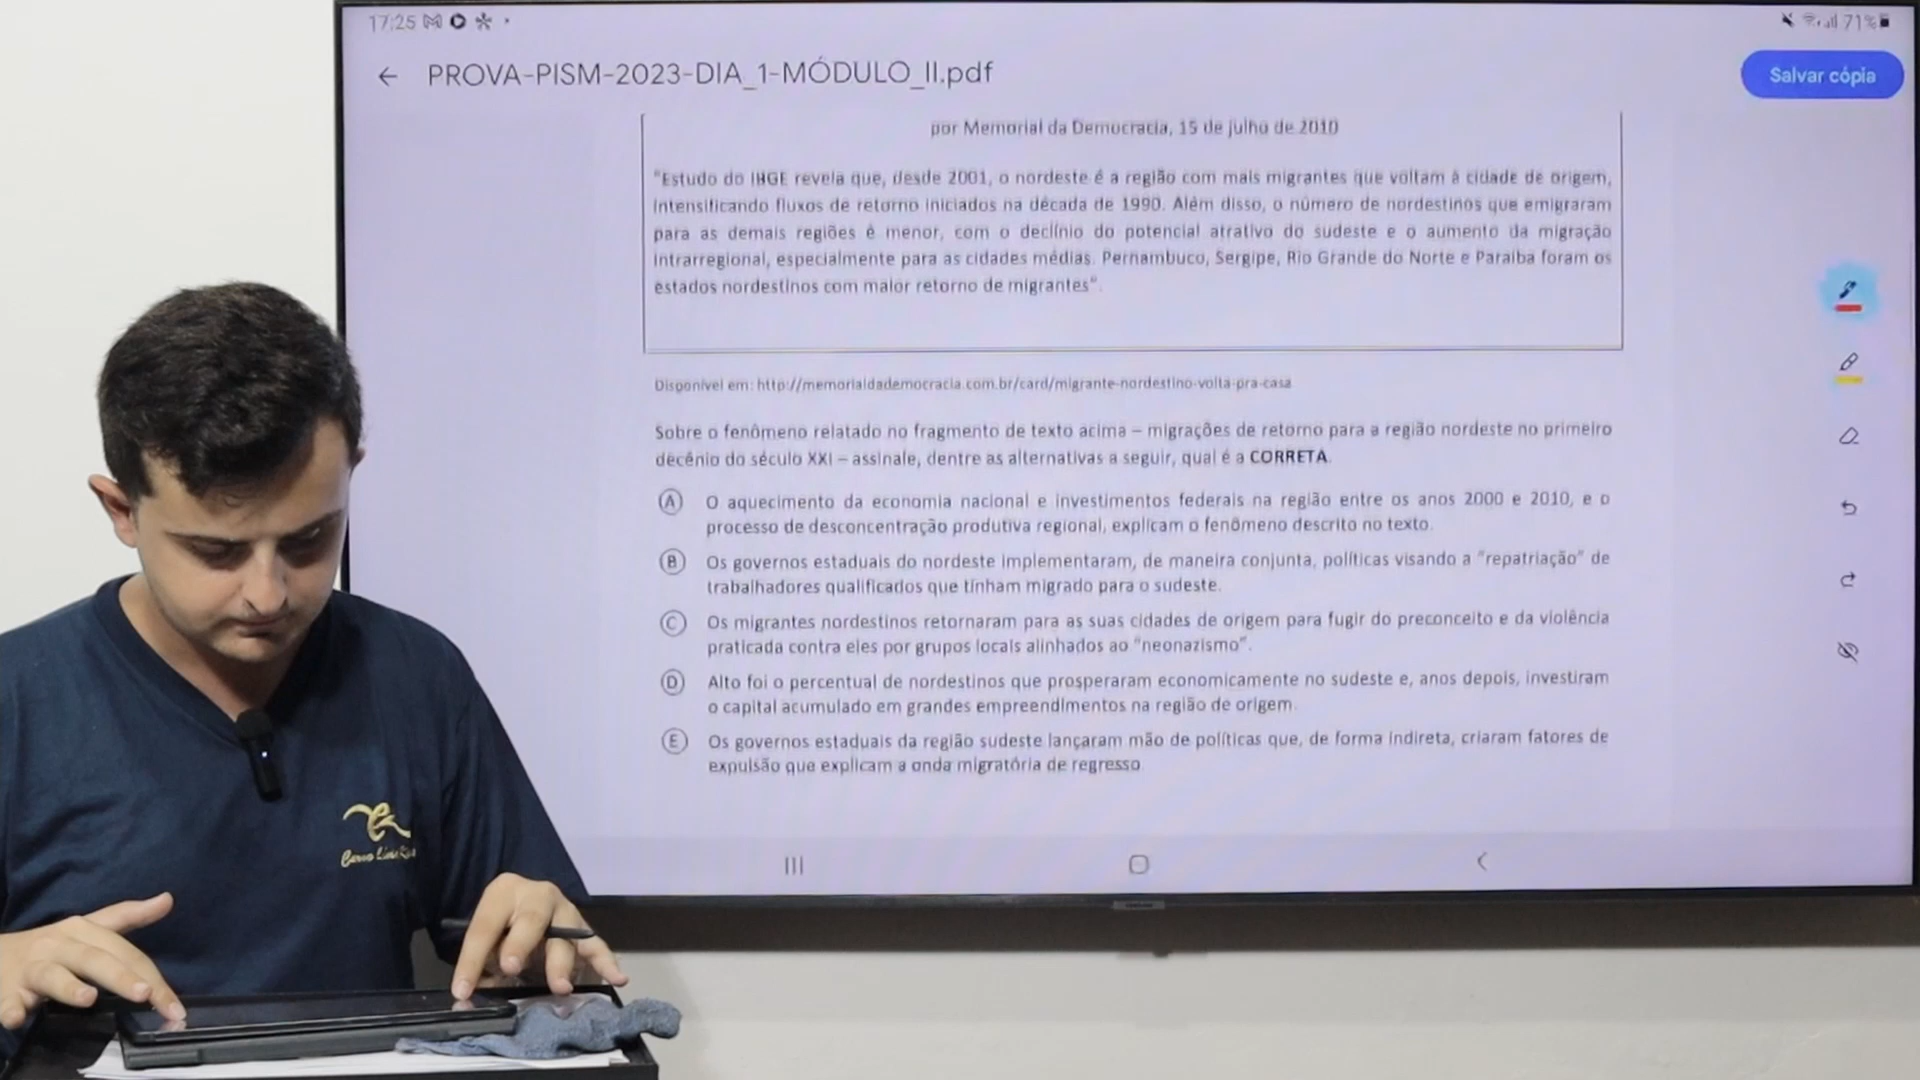 17:25
71%
PROVA-PISM-2023-DIA_1-MÓDULO_II.pdf
Salvar cópia
por Memorial da Democracia, 15 de julho de 2010
"Estudo do IBGE revela que, desde 2001, o nordeste é a região com mais migrantes que voltam à cidade de origem,
intensificando fluxos de retorno iniciados na década de 1990. Além disso, o número de nordestinos que emigraram
para as demais regiões é menor, com o declínio do potencial atrativo do sudeste e o aumento da migração
intrarregional, especialmente para as cidades médias. Pernambuco, Sergipe, Rio Grande do Norte e Paraíba foram os
estados nordestinos com maior retorno de migrantes".
Disponível em: http://memorialdademocracia.com.br/card/migrante-nordestino-volta-pra-casa
Sobre o fenômeno relatado no fragmento de texto acima – migrações de retorno para a região nordeste no primeiro
decênio do século XXI – assinale, dentre as alternativas a seguir, qual é a CORRETA.
A O aquecimento da economia nacional e investimentos federais na região entre os anos 2000 e 2010, e o
processo de desconcentração produtiva regional, explicam o fenômeno descrito no texto.
B Os governos estaduais do nordeste implementaram, de maneira conjunta, políticas visando a "repatriação" de
trabalhadores qualificados que tinham migrado para o sudeste.
C Os migrantes nordestinos retornaram para as suas cidades de origem para fugir do preconceito e da violência
praticada contra eles por grupos locais alinhados ao "neonazismo".
D Alto foi o percentual de nordestinos que prosperaram economicamente no sudeste e, anos depois, investiram
o capital acumulado em grandes empreendimentos na região de origem.
E Os governos estaduais da região sudeste lançaram mão de políticas que, de forma indireta, criaram fatores de
expulsão que explicam a onda migratória de regresso.
Curso